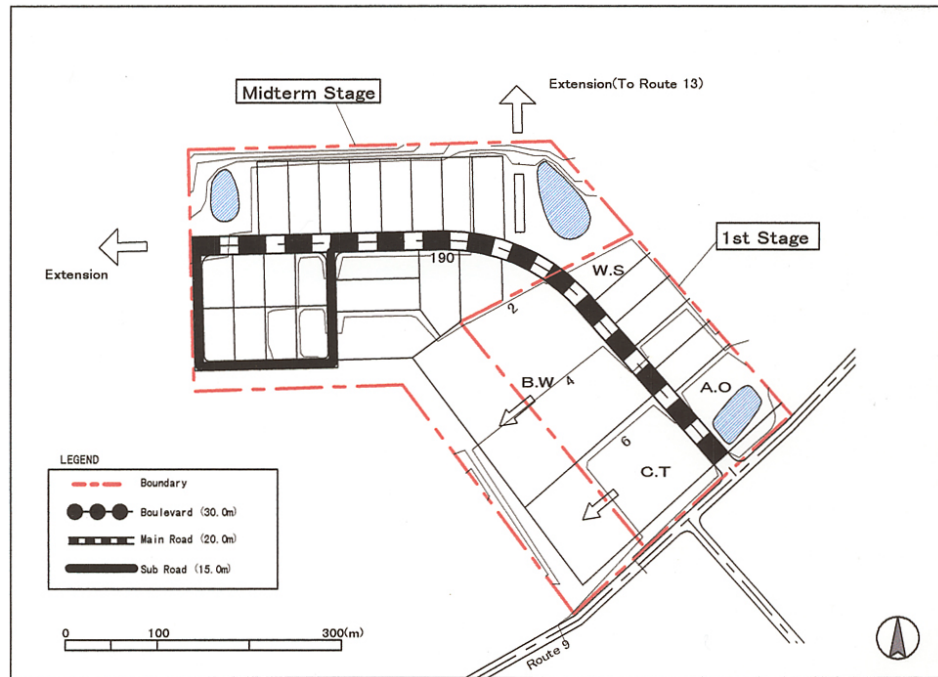 Midterm Stage
Extension(To Route 13)
1st Stage
Extension
190
W.S
2
B.W
4
A.O
6
C.T
LEGEND
Boundary
Boulevard (30.0m)
Main Road (20.0m)
Sub Road (15.0m)
0 100 300(m)
Route 9